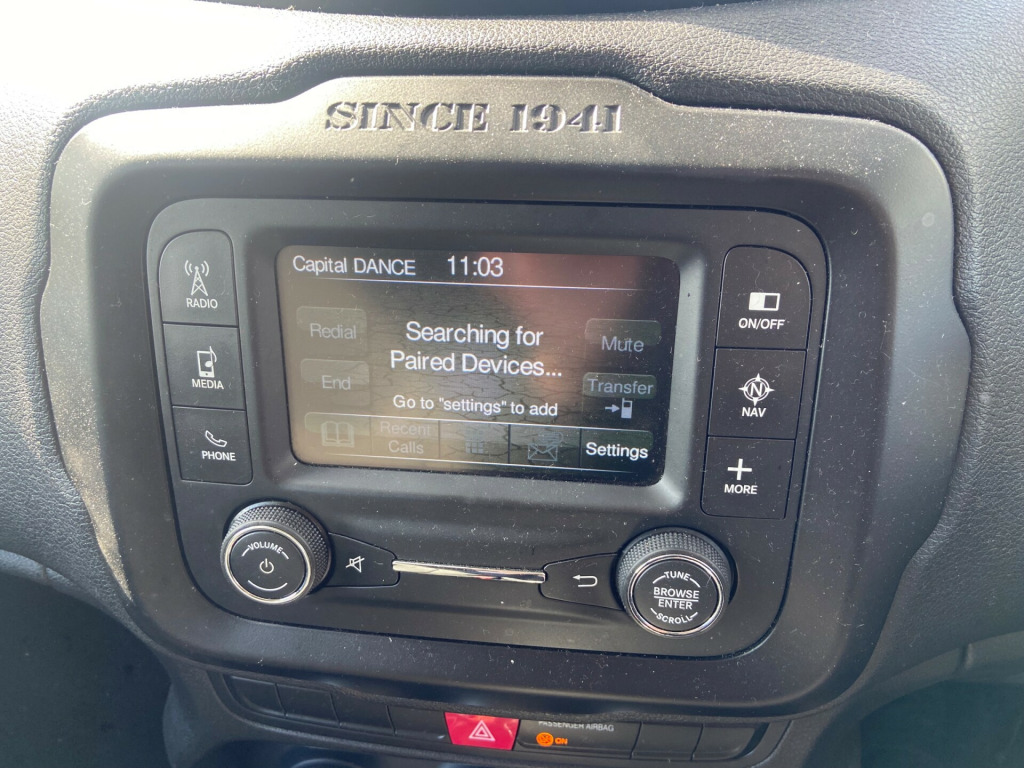 SINCE 1941
RADIO
MEDIA
PHONE
Capital DANCE 11:03
Redial
End
Searching for
Paired Devices...
Go to "settings" to add
Mute
Transfer
Recent
Calls
Settings
ON/OFF
NAV
MORE
VOLUME
TUNE
BROWSE
ENTER
SCROLL
PASSENGER AIRBAG
ON